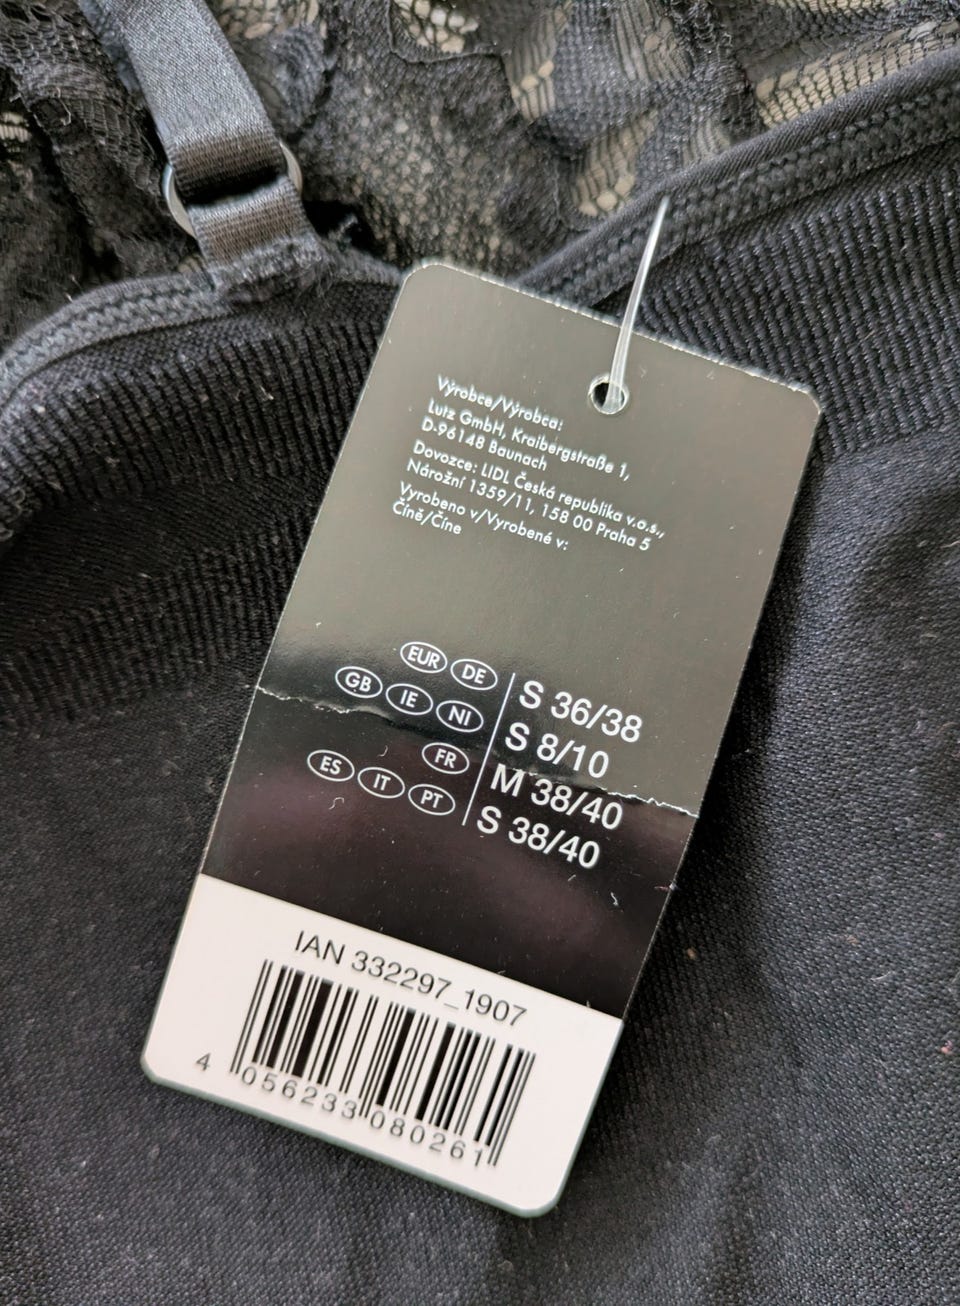 Výrobce/Výrobca:
Lutz GmbH, Kraibergstraße 1,
D-96148 Baunach
Dovozce: LIDL Česká republika v.o.s.,
Nárožní 1359/11, 158 00 Praha 5
Vyrobeno v/Vyrobené v:
Číně/Číne
EUR DE S 36/38
GB IE NI S 8/10
FR M 38/40
ES IT PT S 38/40
IAN 332297_1907
4 056233 080261